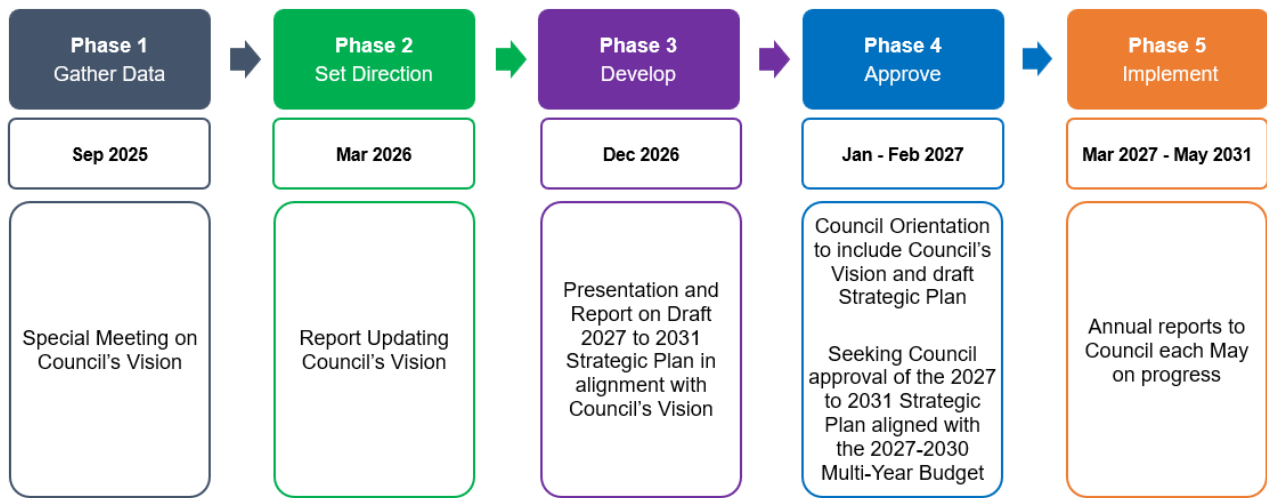 Phase 1
Gather Data
Phase 2
Set Direction
Phase 3
Develop
Phase 4
Approve
Phase 5
Implement
Sep 2025
Mar 2026
Dec 2026
Jan - Feb 2027
Mar 2027 - May 2031
Special Meeting on
Council's Vision
Report Updating
Council's Vision
Presentation and
Report on Draft
2027 to 2031
Strategic Plan in
alignment with
Council's Vision
Council Orientation
to include Council's
Vision and draft
Strategic Plan
Seeking Council
approval of the 2027
to 2031 Strategic
Plan aligned with
the 2027-2030
Multi-Year Budget
Annual reports to
Council each May
on progress